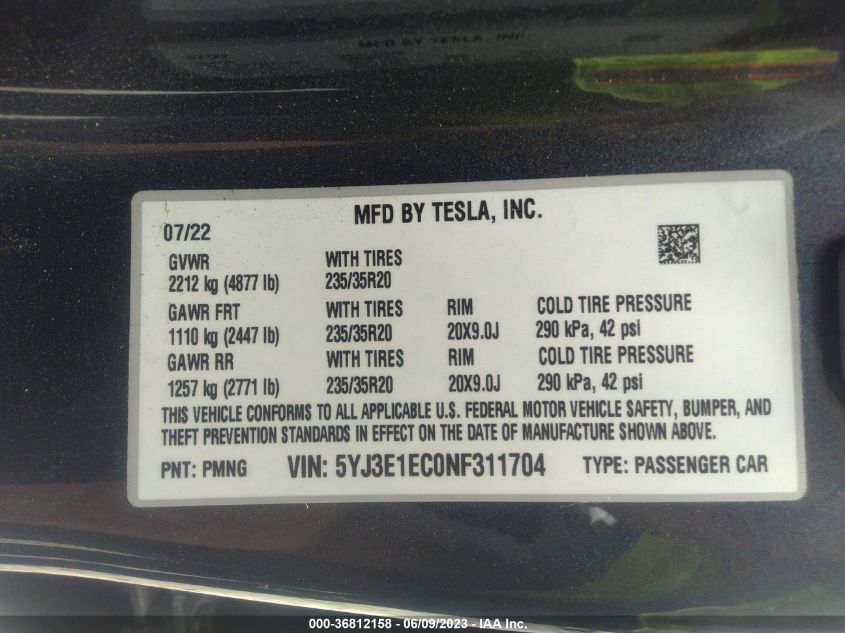 MFD BY TESLA, INC.
MFD BY TESLA, INC.
07/22
GVWR WITH TIRES
2212 kg (4877 lb) 235/35R20
GAWR FRT WITH TIRES RIM COLD TIRE PRESSURE
1110 kg (2447 lb) 235/35R20 20X9.0J 290 kPa, 42 psi
GAWR RR WITH TIRES RIM COLD TIRE PRESSURE
1257 kg (2771 lb) 235/35R20 20X9.0J 290 kPa, 42 psi
THIS VEHICLE CONFORMS TO ALL APPLICABLE U.S. FEDERAL MOTOR VEHICLE SAFETY, BUMPER, AND
THEFT PREVENTION STANDARDS IN EFFECT ON THE DATE OF MANUFACTURE SHOWN ABOVE.
PNT: PMNG VIN: 5YJ3E1EC0NF311704 TYPE: PASSENGER CAR
000-36812158 - 06/09/2023 - IAA Inc.